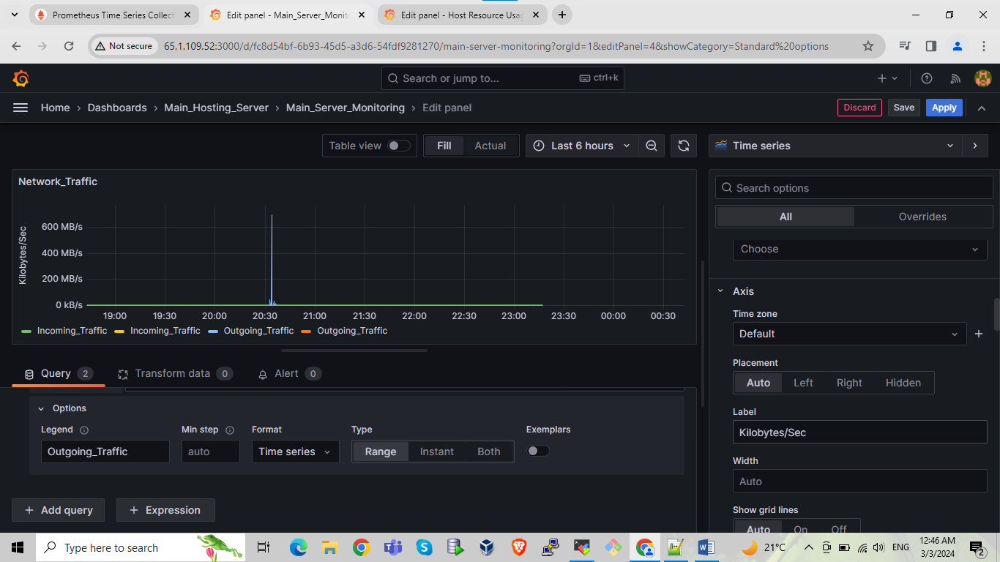 Prometheus Time Series Collect
Edit panel - Main_Server_Monit
Edit panel - Host Resource Usa
Not secure
65.1.109.52:3000/d/fc8d54bf-6b93-45d5-a3d6-54fdf9281270/main-server-monitoring?orgId=1&editPanel=4&showCategory=Standard%20options
Search or jump to... ctrl+k
Home > Dashboards > Main_Hosting_Server > Main_Server_Monitoring > Edit panel
Discard Save Apply
Table view Fill Actual Last 6 hours
Time series
Network_Traffic
Kilobytes/Sec
600 MB/s
400 MB/s
200 MB/s
0 kB/s
19:00 19:30 20:00 20:30 21:00 21:30 22:00 22:30 23:00 23:30 00:00 00:30
Incoming_Traffic Incoming_Traffic Outgoing_Traffic Outgoing_Traffic
Query 2 Transform data 0 Alert 0
Options
Legend Min step Format Type Exemplars
Outgoing_Traffic auto Time series Range Instant Both
+ Add query + Expression
Search options
All Overrides
Choose
Axis
Time zone
Default
Placement
Auto Left Right Hidden
Label
Kilobytes/Sec
Width
Auto
Show grid lines
Auto On Off
Type here to search
21°C
ENG
12:46 AM
3/3/2024
2